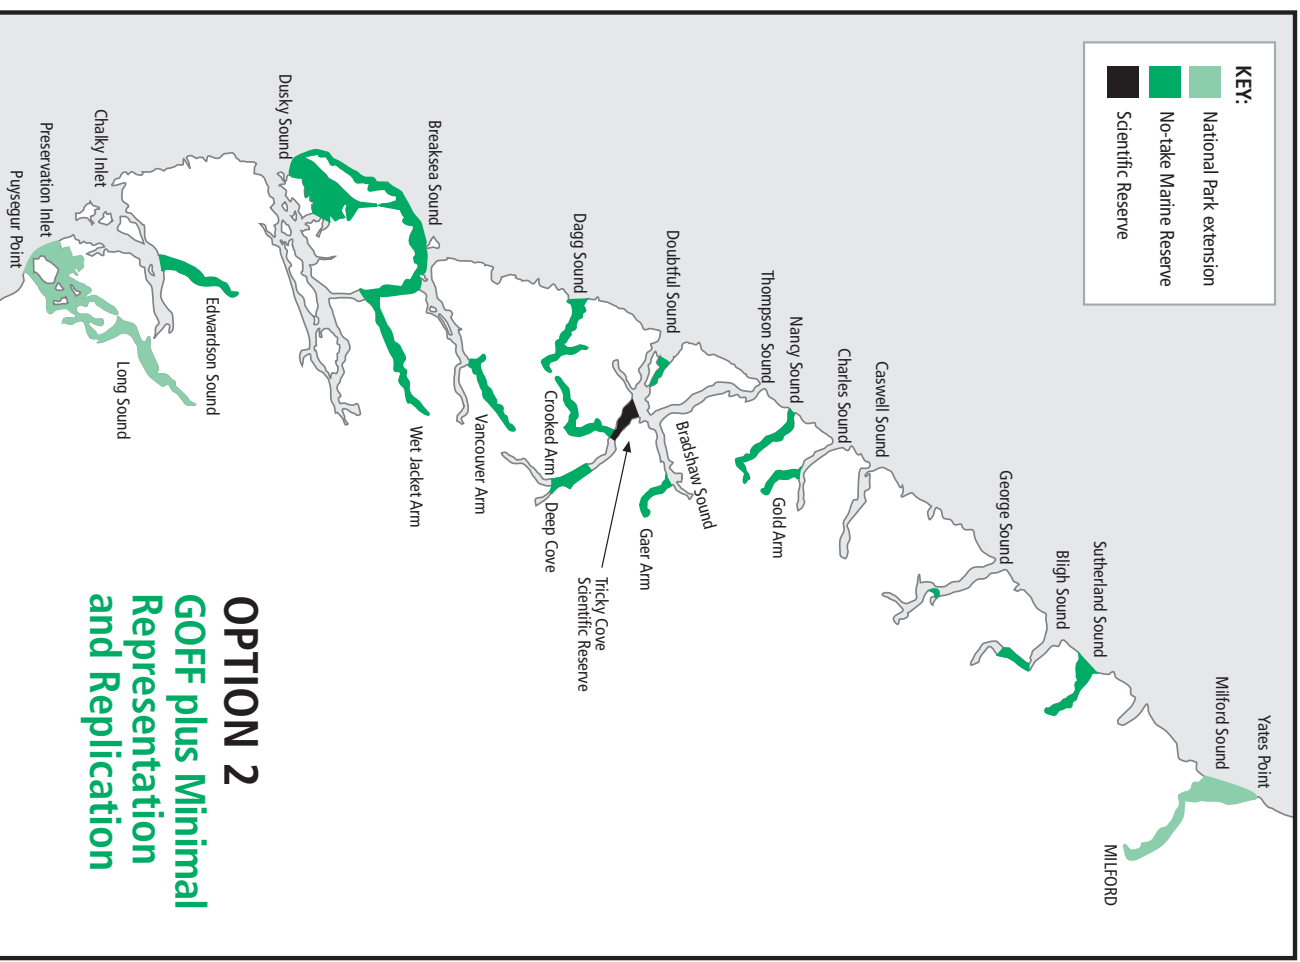 KEY:
National Park extension
No-take Marine Reserve
Scientific Reserve
Yates Point
Milford Sound
MILFORD
Sutherland Sound
Bligh Sound
George Sound
Caswell Sound
Charles Sound
Nancy Sound
Thompson Sound
Gold Arm
Bradshaw Sound
Doubtful Sound
Gaer Arm
Tricky Cove
Scientific Reserve
Dagg Sound
Crooked Arm
Deep Cove
Vancouver Arm
Breaksea Sound
Wet Jacket Arm
Dusky Sound
Edwardson Sound
Chalky Inlet
Long Sound
Preservation Inlet
Puysegur Point
OPTION 2
GOFF plus Minimal
Representation
and Replication